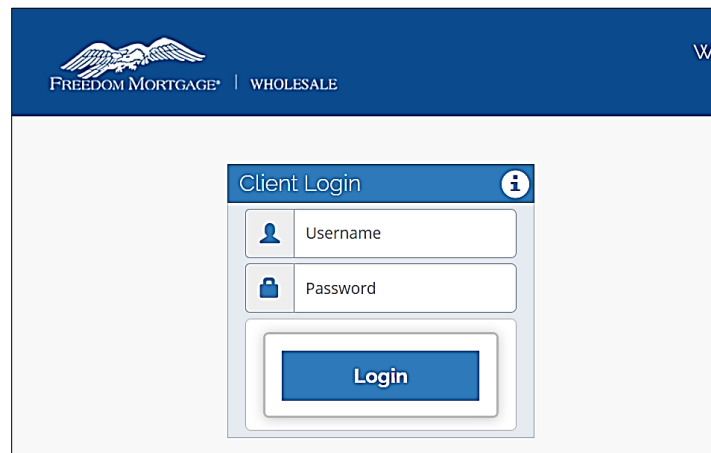 FREEDOM MORTGAGE® | WHOLESALE
W
Client Login
Username
Password
Login